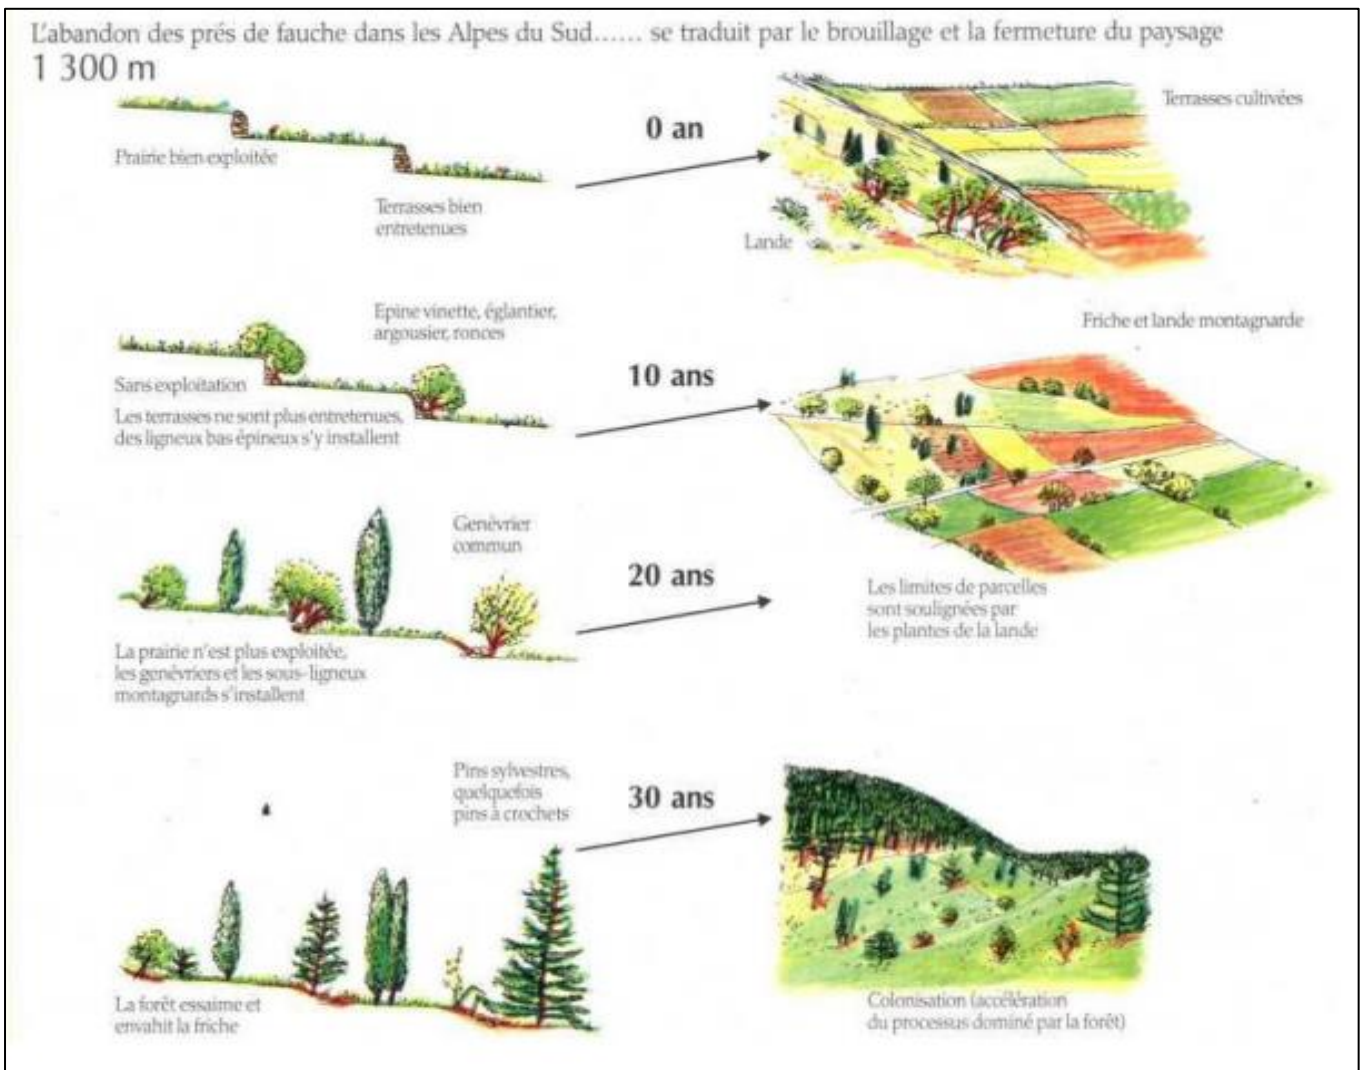 L'abandon des prés de fauche dans les Alpes du Sud...... se traduit par le brouillage et la fermeture du paysage
1 300 m
Prairie bien exploitée
Terrasses bien
entretenues
0 an
Terrasses cultivées
Lande
Epine vinette, églantier,
argousier, ronces
Sans exploitation
Les terrasses ne sont plus entretenues,
des ligneux bas épineux s'y installent
10 ans
Friche et lande montagnarde
Genévrier
commun
La prairie n'est plus exploitée,
les genévriers et les sous-ligneux
montagnards s'installent
20 ans
Les limites de parcelles
sont soulignées par
les plantes de la lande
Pins sylvestres,
quelquefois
pins à crochets
La forêt essaime et
envahit la friche
30 ans
Colonisation (accélération
du processus dominé par la forêt)